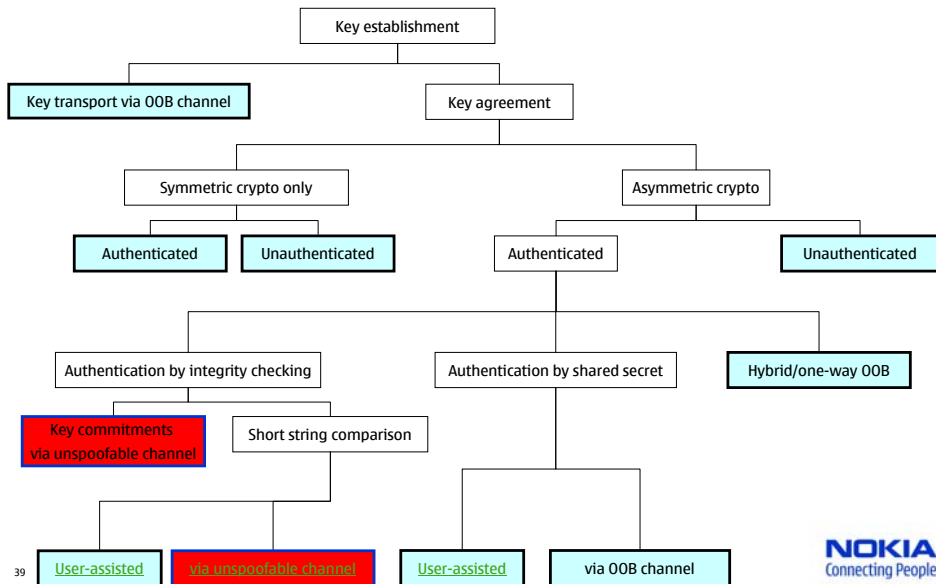 Key establishment
Key transport via OOB channel
Key agreement
Symmetric crypto only
Asymmetric crypto
Authenticated
Unauthenticated
Authenticated
Unauthenticated
Authentication by integrity checking
Authentication by shared secret
Hybrid/one-way OOB
Key commitments
via unspoofable channel
Short string comparison
User-assisted
via unspoofable channel
User-assisted
via OOB channel
39
NOKIA
Connecting People